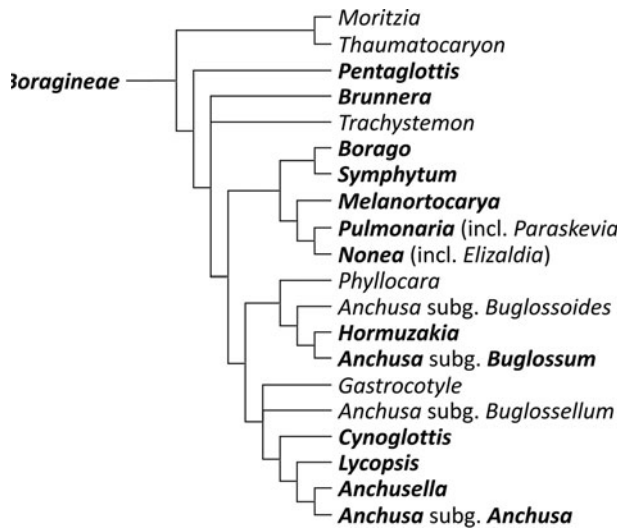 Moritzia
Thaumatocaryon
Boragineae
Pentaglottis
Brunnera
Trachystemon
Borago
Symphytum
Melanortocarya
Pulmonaria (incl. Paraskevia
Nonea (incl. Elizaldia)
Phyllocara
Anchusa subg. Buglossoides
Hormuzakia
Anchusa subg. Buglossum
Gastrocotyle
Anchusa subg. Buglossellum
Cynoglottis
Lycopsis
Anchusella
Anchusa subg. Anchusa